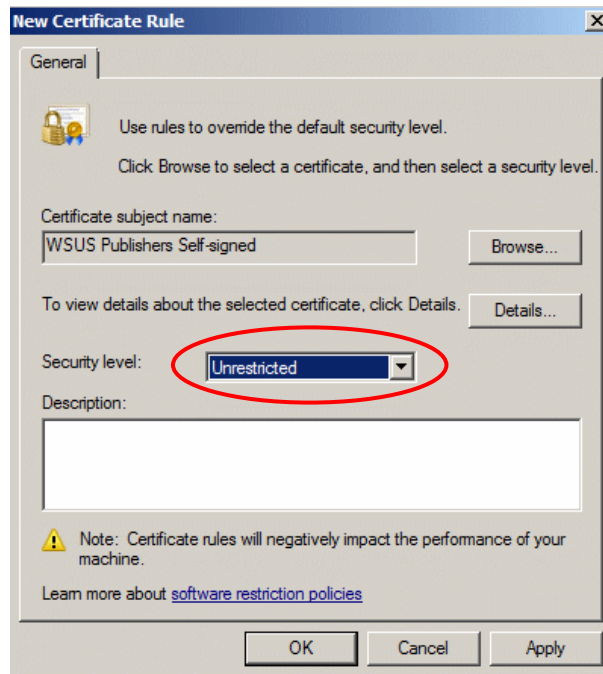 New Certificate Rule
General
Use rules to override the default security level.
Click Browse to select a certificate, and then select a security level.
Certificate subject name:
WSUS Publishers Self-signed
Browse...
To view details about the selected certificate, click Details.
Details...
Security level:
Unrestricted
Description:
Note: Certificate rules will negatively impact the performance of your
machine.
Learn more about software restriction policies
OK
Cancel
Apply